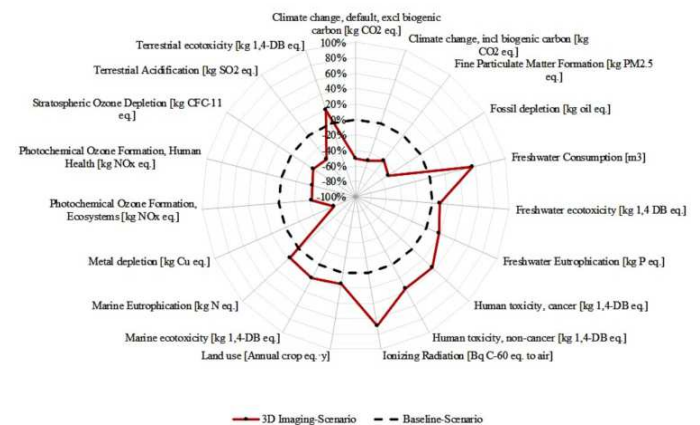 Climate change, default, excl biogenic
carbon [kg CO2 eq.]
Climate change, incl biogenic carbon [kg
CO2 eq.]
Fine Particulate Matter Formation [kg PM2.5
eq.]
Fossil depletion [kg oil eq.]
Freshwater Consumption [m3]
Freshwater ecotoxicity [kg 1,4 DB eq.]
Freshwater Eutrophication [kg P eq.]
Human toxicity, cancer [kg 1,4-DB eq.]
Human toxicity, non-cancer [kg 1,4-DB eq.]
Ionizing Radiation [Bq C-60 eq. to air]
Land use [Annual crop eq.·y]
Marine ecotoxicity [kg 1,4-DB eq.]
Marine Eutrophication [kg N eq.]
Metal depletion [kg Cu eq.]
Photochemical Ozone Formation,
Ecosystems [kg NOx eq.]
Photochemical Ozone Formation, Human
Health [kg NOx eq.]
Stratospheric Ozone Depletion [kg CFC-11
eq.]
Terrestrial Acidification [kg SO2 eq.]
Terrestrial ecotoxicity [kg 1,4-DB eq.]
100%
80%
60%
40%
20%
0%
-20%
-40%
-60%
-80%
-100%
3D Imaging-Scenario
Baseline-Scenario